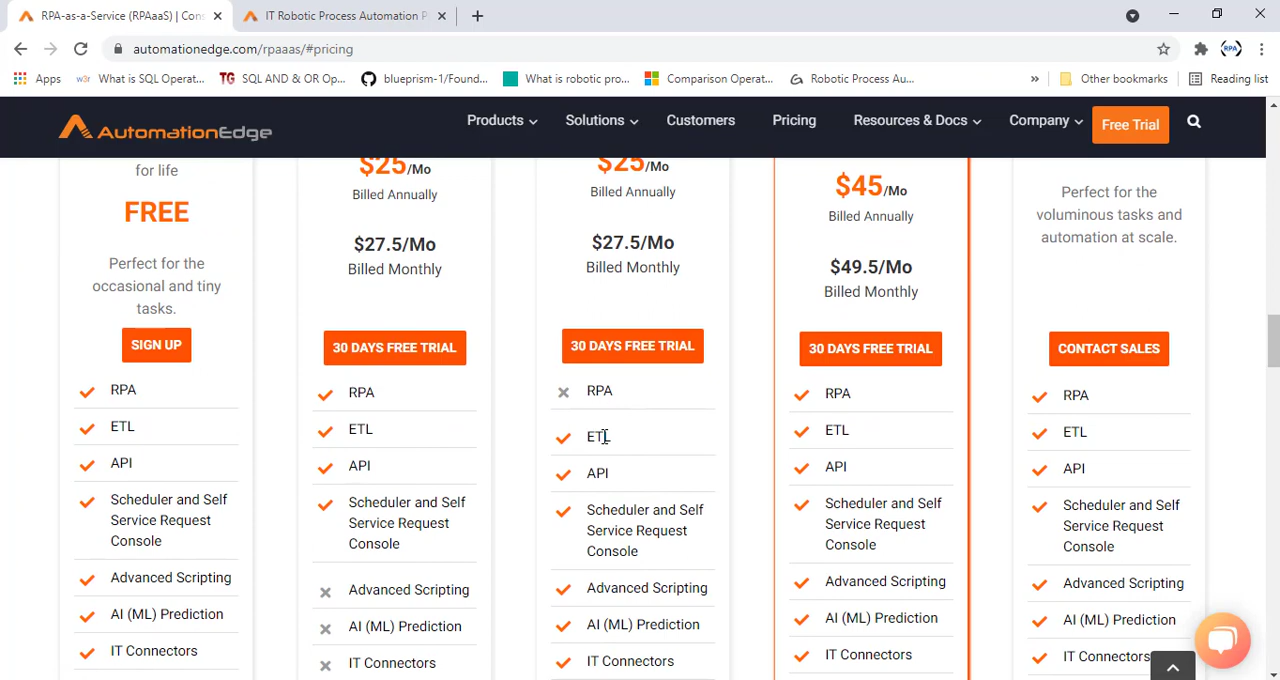 RPA-as-a-Service (RPAaaS) | Cons
IT Robotic Process Automation P
automationedge.com/rpaaas/#pricing
Apps
What is SQL Operat...
SQL AND & OR Op...
blueprism-1/Found...
What is robotic pro...
Comparison Operat...
Robotic Process Au...
Other bookmarks
Reading list
AutomationEdge
Products
Solutions
Customers
Pricing
Resources & Docs
Company
Free Trial
for life
FREE
Perfect for the
occasional and tiny
tasks.
SIGN UP
RPA
ETL
API
Scheduler and Self
Service Request
Console
Advanced Scripting
AI (ML) Prediction
IT Connectors
$25/Mo
Billed Annually
$27.5/Mo
Billed Monthly
30 DAYS FREE TRIAL
RPA
ETL
API
Scheduler and Self
Service Request
Console
Advanced Scripting
AI (ML) Prediction
IT Connectors
$25/Mo
Billed Annually
$27.5/Mo
Billed Monthly
30 DAYS FREE TRIAL
RPA
ETL
API
Scheduler and Self
Service Request
Console
Advanced Scripting
AI (ML) Prediction
IT Connectors
$45/Mo
Billed Annually
$49.5/Mo
Billed Monthly
30 DAYS FREE TRIAL
RPA
ETL
API
Scheduler and Self
Service Request
Console
Advanced Scripting
AI (ML) Prediction
IT Connectors
Perfect for the
voluminous tasks and
automation at scale.
CONTACT SALES
RPA
ETL
API
Scheduler and Self
Service Request
Console
Advanced Scripting
AI (ML) Prediction
IT Connectors